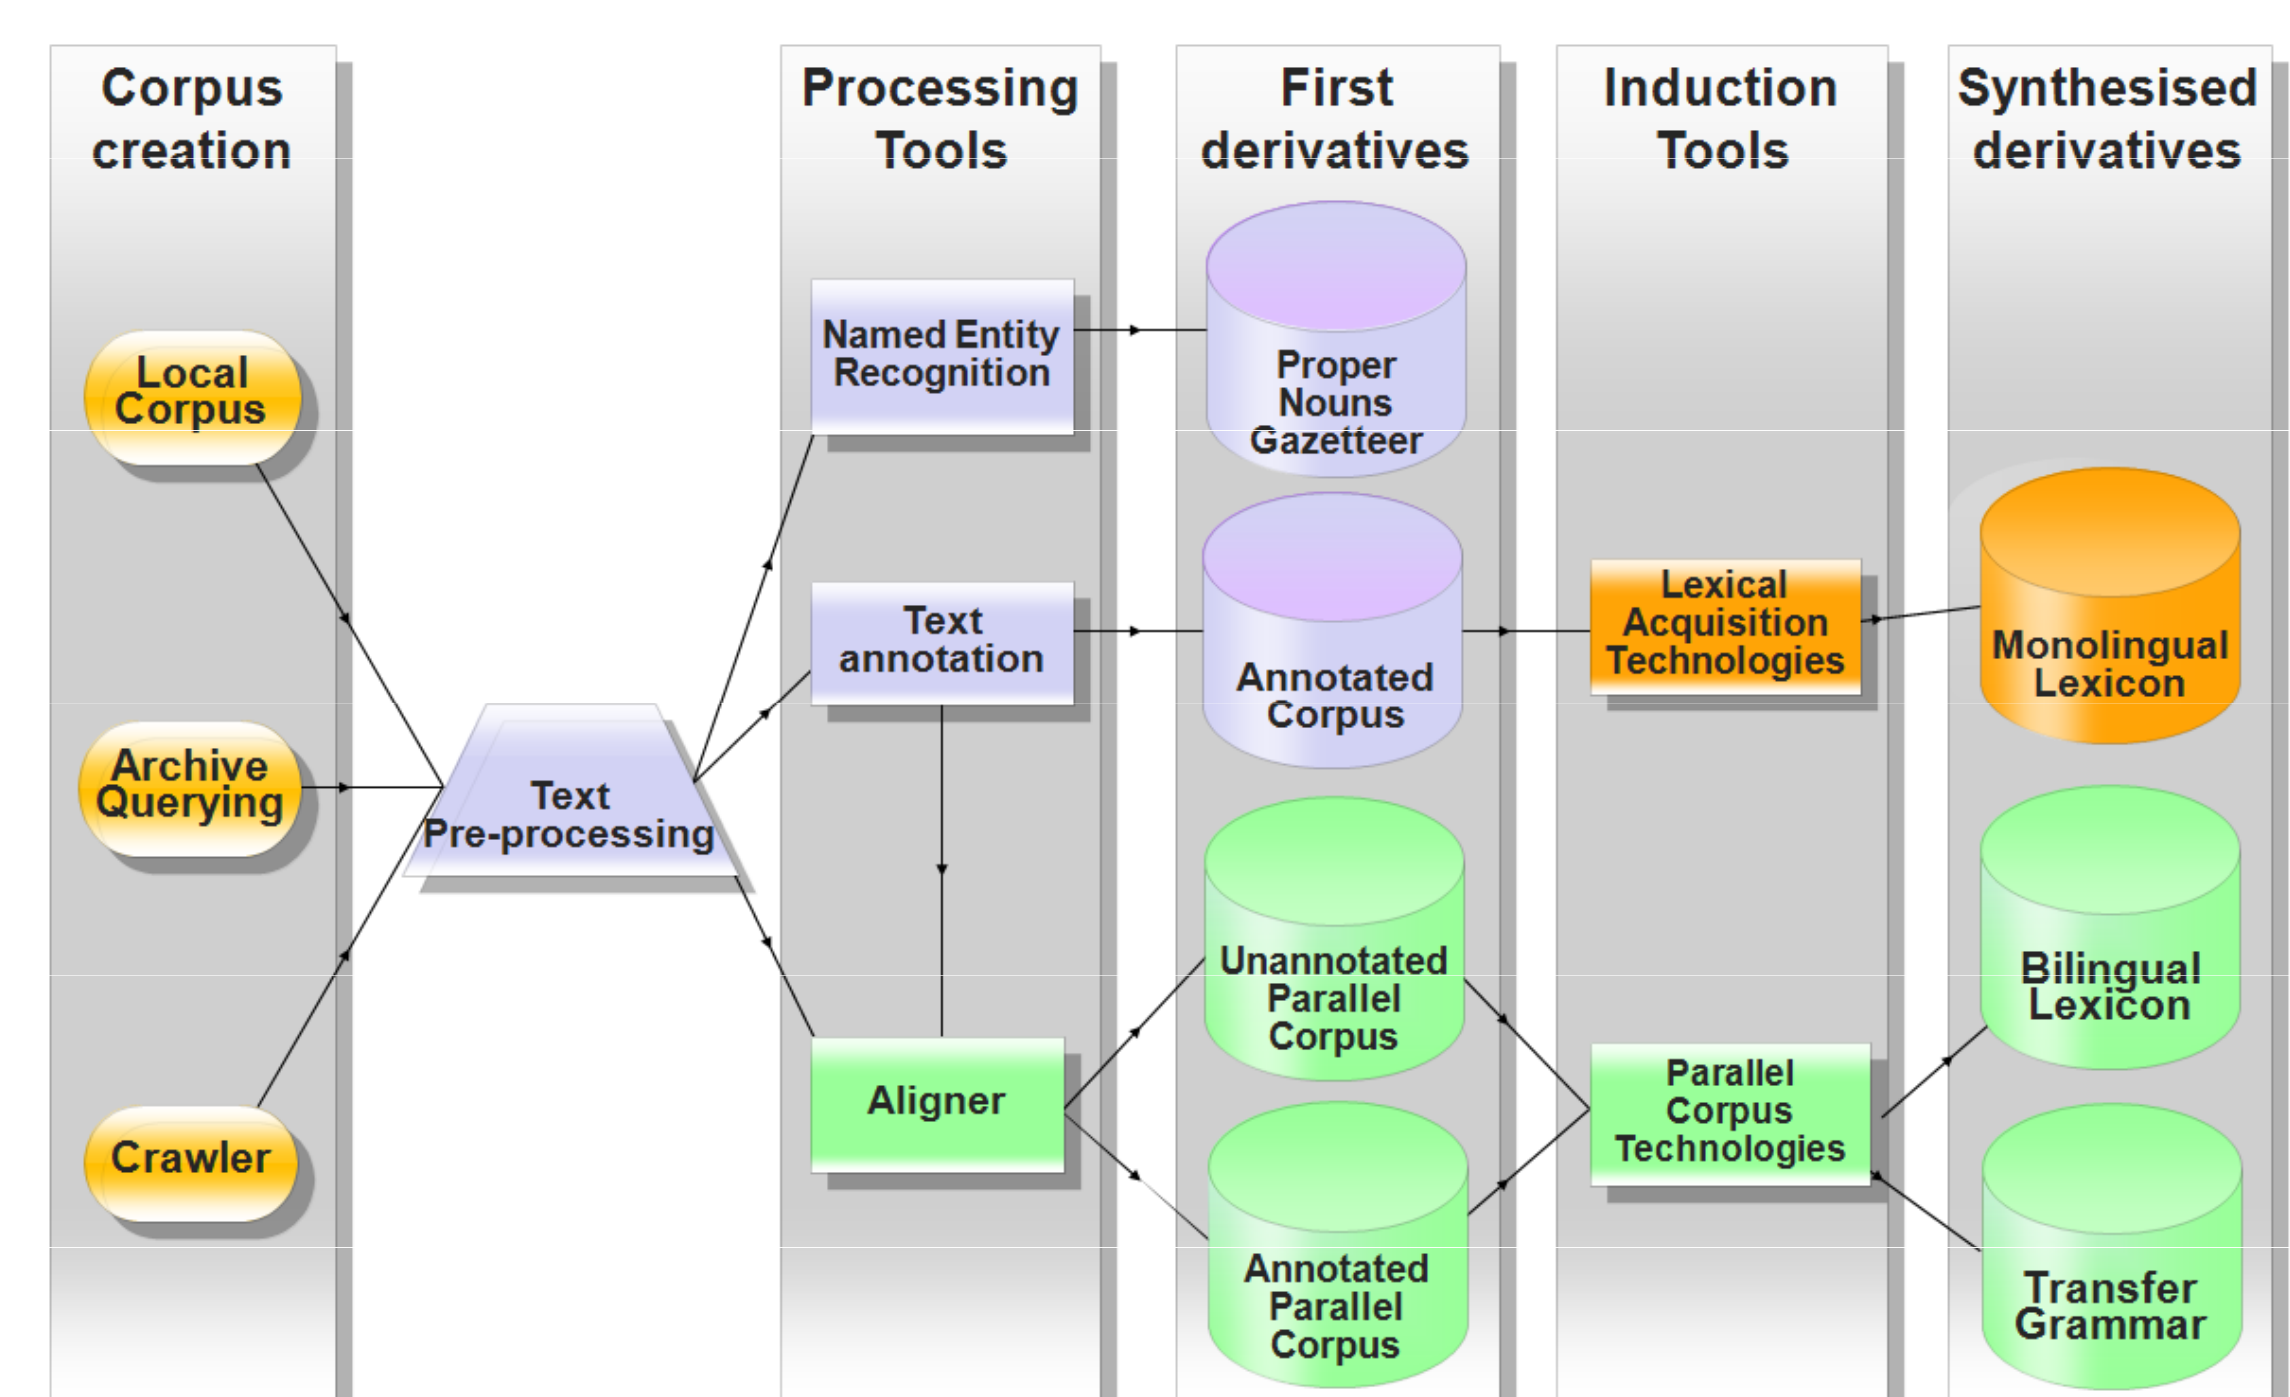 Corpus
creation
Processing
Tools
First
derivatives
Induction
Tools
Synthesised
derivatives
Local
Corpus
Archive
Querying
Crawler
Text
Pre-processing
Named Entity
Recognition
Text
annotation
Aligner
Proper
Nouns
Gazetteer
Annotated
Corpus
Unannotated
Parallel
Corpus
Annotated
Parallel
Corpus
Lexical
Acquisition
Technologies
Parallel
Corpus
Technologies
Monolingual
Lexicon
Bilingual
Lexicon
Transfer
Grammar